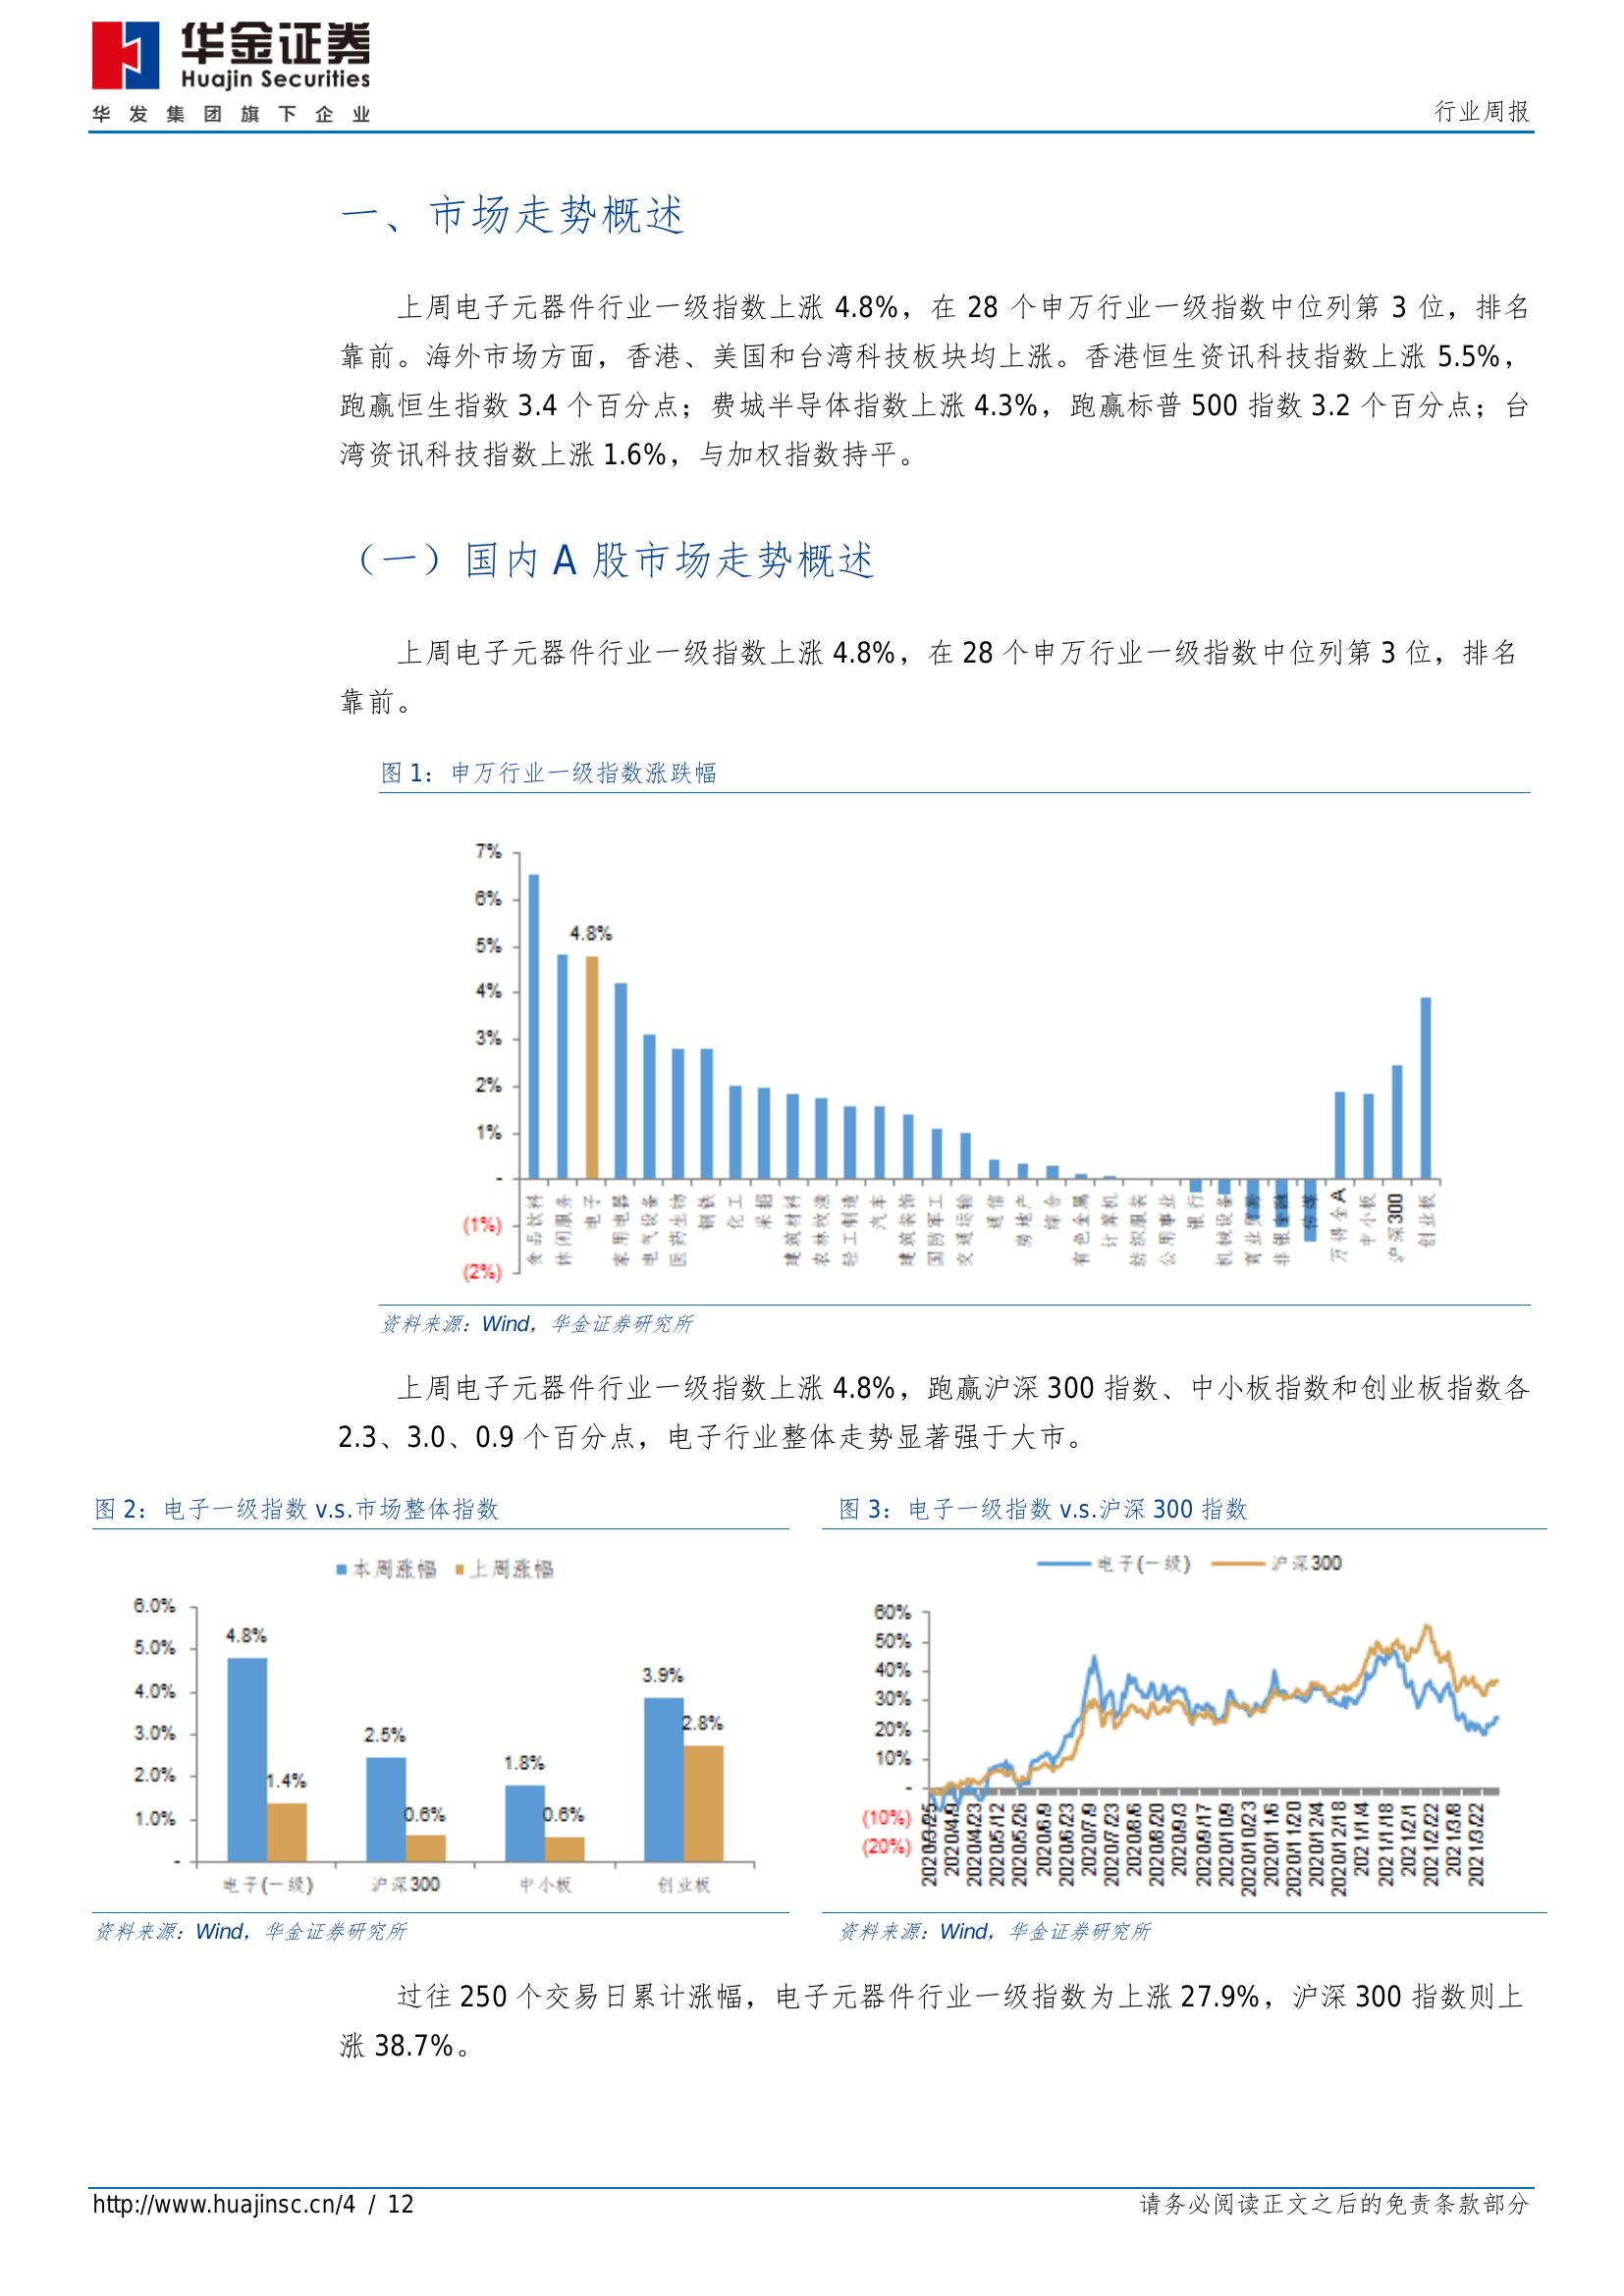 华金证券
Huajin Securities
华发集团旗下企业
行业周报
一、市场走势概述
上周电子元器件行业一级指数上涨 4.8%，在 28 个申万行业一级指数中位列第 3 位，排名
靠前。海外市场方面，香港、美国和台湾科技板块均上涨。香港恒生资讯科技指数上涨 5.5%，
跑赢恒生指数 3.4 个百分点；费城半导体指数上涨 4.3%，跑赢标普 500 指数 3.2 个百分点；台
湾资讯科技指数上涨 1.6%，与加权指数持平。
（一）国内 A 股市场走势概述
上周电子元器件行业一级指数上涨 4.8%，在 28 个申万行业一级指数中位列第 3 位，排名
靠前。
图 1：申万行业一级指数涨跌幅
7%
6%
5%
4%
3%
2%
1%
-
(1%)
(2%)
4.8%
食品饮料
休闲服务
电子
家用电器
电气设备
医药生物
钢铁
化工
采掘
建筑材料
农林牧渔
轻工制造
汽车
建筑装饰
国防军工
交通运输
通信
房地产
综合
有色金属
计算机
纺织服装
公用事业
银行
机械设备
商业贸易
非银金融
传媒
万得全A
中小板
沪深300
创业板
资料来源：Wind，华金证券研究所
上周电子元器件行业一级指数上涨 4.8%，跑赢沪深 300 指数、中小板指数和创业板指数各
2.3、3.0、0.9 个百分点，电子行业整体走势显著强于大市。
图 2：电子一级指数 v.s.市场整体指数
本周涨幅 上周涨幅
6.0%
5.0%
4.0%
3.0%
2.0%
1.0%
-
4.8%
1.4%
2.5%
0.6%
1.8%
0.6%
3.9%
2.8%
电子(一级) 沪深300 中小板 创业板
资料来源：Wind，华金证券研究所
图 3：电子一级指数 v.s.沪深 300 指数
电子(一级) 沪深300
60%
50%
40%
30%
20%
10%
-
(10%)
(20%)
2020/3/25
2020/4/9
2020/4/23
2020/5/12
2020/5/26
2020/6/9
2020/6/23
2020/7/9
2020/7/23
2020/8/6
2020/8/20
2020/9/3
2020/9/17
2020/10/9
2020/10/23
2020/11/6
2020/11/20
2020/12/4
2020/12/18
2021/1/4
2021/1/18
2021/2/1
2021/2/22
2021/3/8
2021/3/22
资料来源：Wind，华金证券研究所
过往 250 个交易日累计涨幅，电子元器件行业一级指数为上涨 27.9%，沪深 300 指数则上
涨 38.7%。
http://www.huajinsc.cn/4 / 12
请务必阅读正文之后的免责条款部分